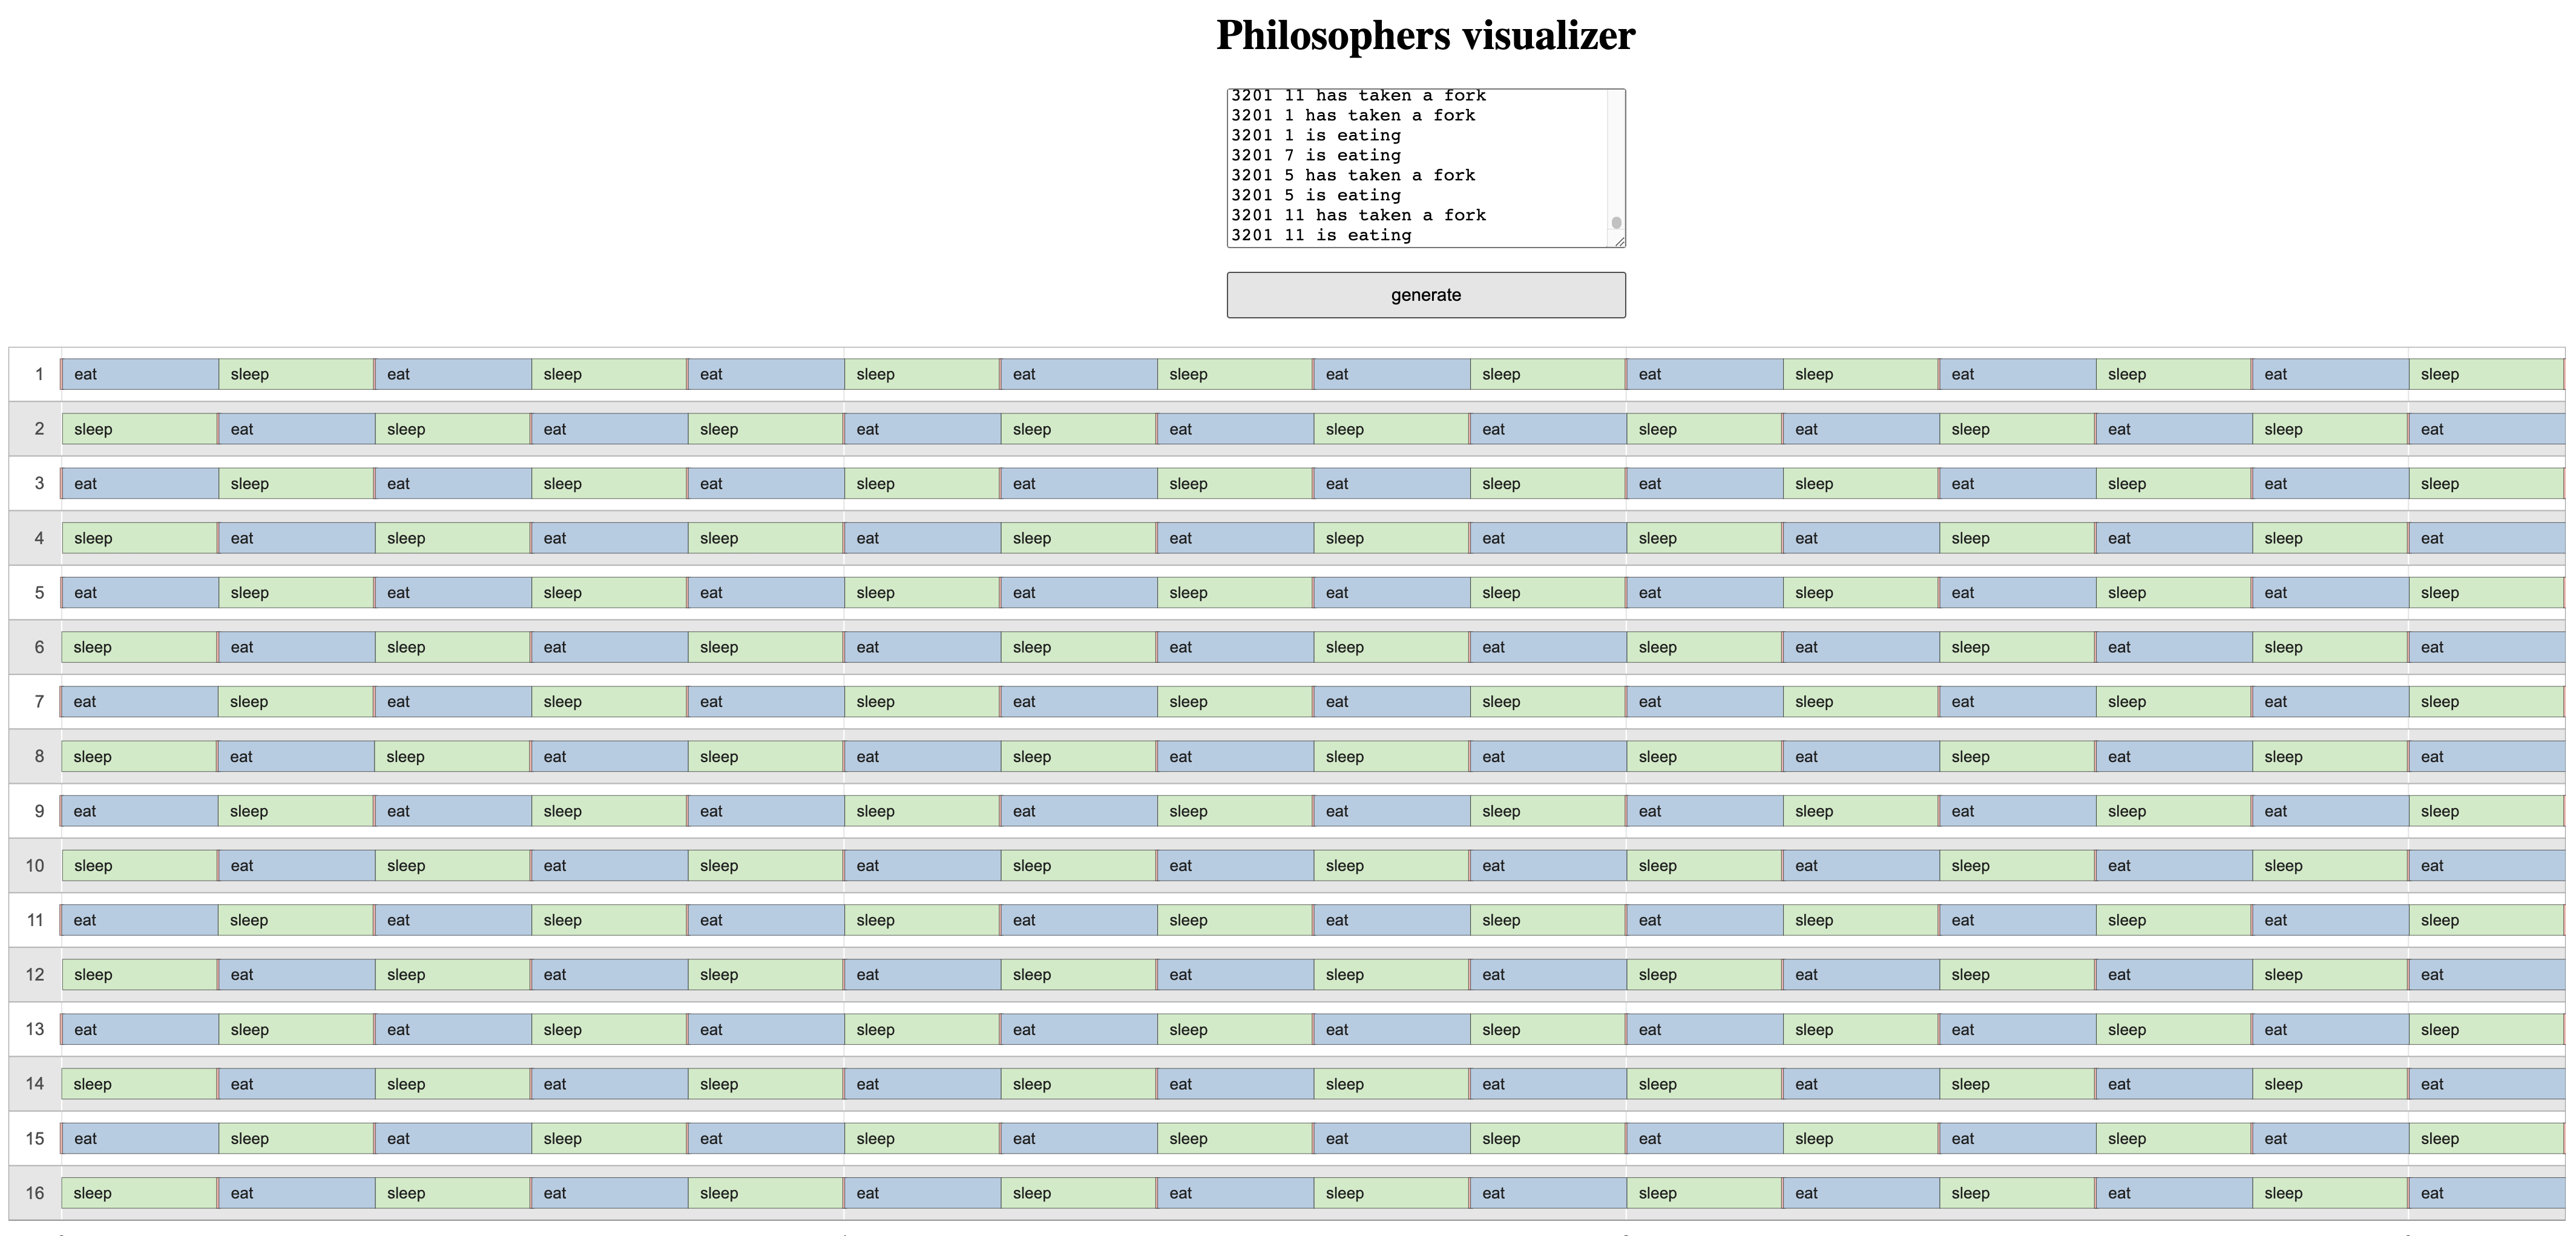 Philosophers visualizer
3201 11 has taken a fork
3201 1 has taken a fork
3201 1 is eating
3201 7 is eating
3201 5 has taken a fork
3201 5 is eating
3201 11 has taken a fork
3201 11 is eating
generate
1 eat sleep eat sleep eat sleep eat sleep eat sleep eat sleep eat sleep eat sleep
2 sleep eat sleep eat sleep eat sleep eat sleep eat sleep eat sleep eat sleep eat
3 eat sleep eat sleep eat sleep eat sleep eat sleep eat sleep eat sleep eat sleep
4 sleep eat sleep eat sleep eat sleep eat sleep eat sleep eat sleep eat sleep eat
5 eat sleep eat sleep eat sleep eat sleep eat sleep eat sleep eat sleep eat sleep
6 sleep eat sleep eat sleep eat sleep eat sleep eat sleep eat sleep eat sleep eat
7 eat sleep eat sleep eat sleep eat sleep eat sleep eat sleep eat sleep eat sleep
8 sleep eat sleep eat sleep eat sleep eat sleep eat sleep eat sleep eat sleep eat
9 eat sleep eat sleep eat sleep eat sleep eat sleep eat sleep eat sleep eat sleep
10 sleep eat sleep eat sleep eat sleep eat sleep eat sleep eat sleep eat sleep eat
11 eat sleep eat sleep eat sleep eat sleep eat sleep eat sleep eat sleep eat sleep
12 sleep eat sleep eat sleep eat sleep eat sleep eat sleep eat sleep eat sleep eat
13 eat sleep eat sleep eat sleep eat sleep eat sleep eat sleep eat sleep eat sleep
14 sleep eat sleep eat sleep eat sleep eat sleep eat sleep eat sleep eat sleep eat
15 eat sleep eat sleep eat sleep eat sleep eat sleep eat sleep eat sleep eat sleep
16 sleep eat sleep eat sleep eat sleep eat sleep eat sleep eat sleep eat sleep eat